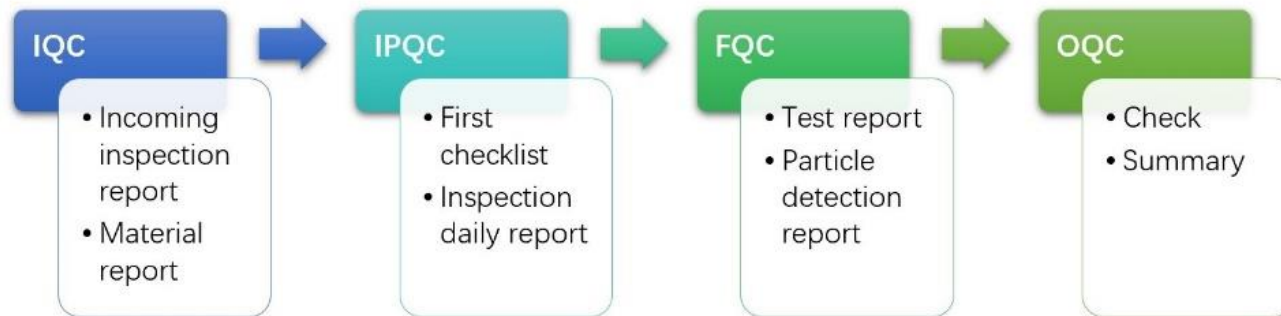 IQC
• Incoming
inspection
report
• Material
report
IPQC
• First
checklist
• Inspection
daily report
FQC
• Test report
• Particle
detection
report
OQC
• Check
• Summary